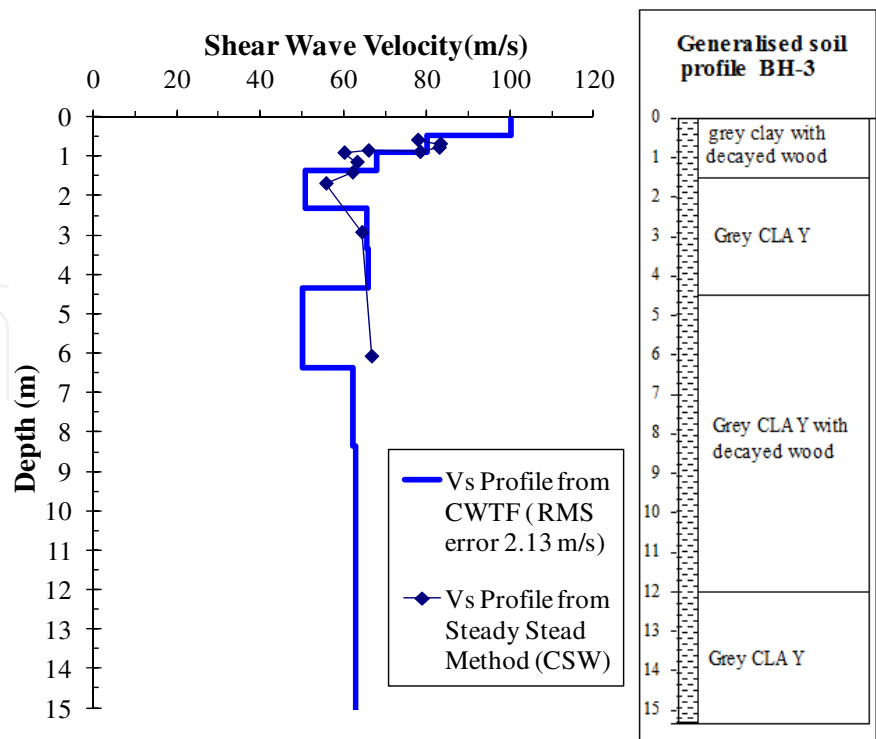 Shear Wave Velocity(m/s)
0 20 40 60 80 100 120
Depth (m)
0
1
2
3
4
5
6
7
8
9
10
11
12
13
14
15
Vs Profile from
CWTF (RMS
error 2.13 m/s)
Vs Profile from
Steady Stead
Method (CSW)
Generalised soil
profile BH-3
0
1
2
3
4
5
6
7
8
9
10
11
12
13
14
15
grey clay with
decayed wood
Grey CLAY
Grey CLAY with
decayed wood
Grey CLAY